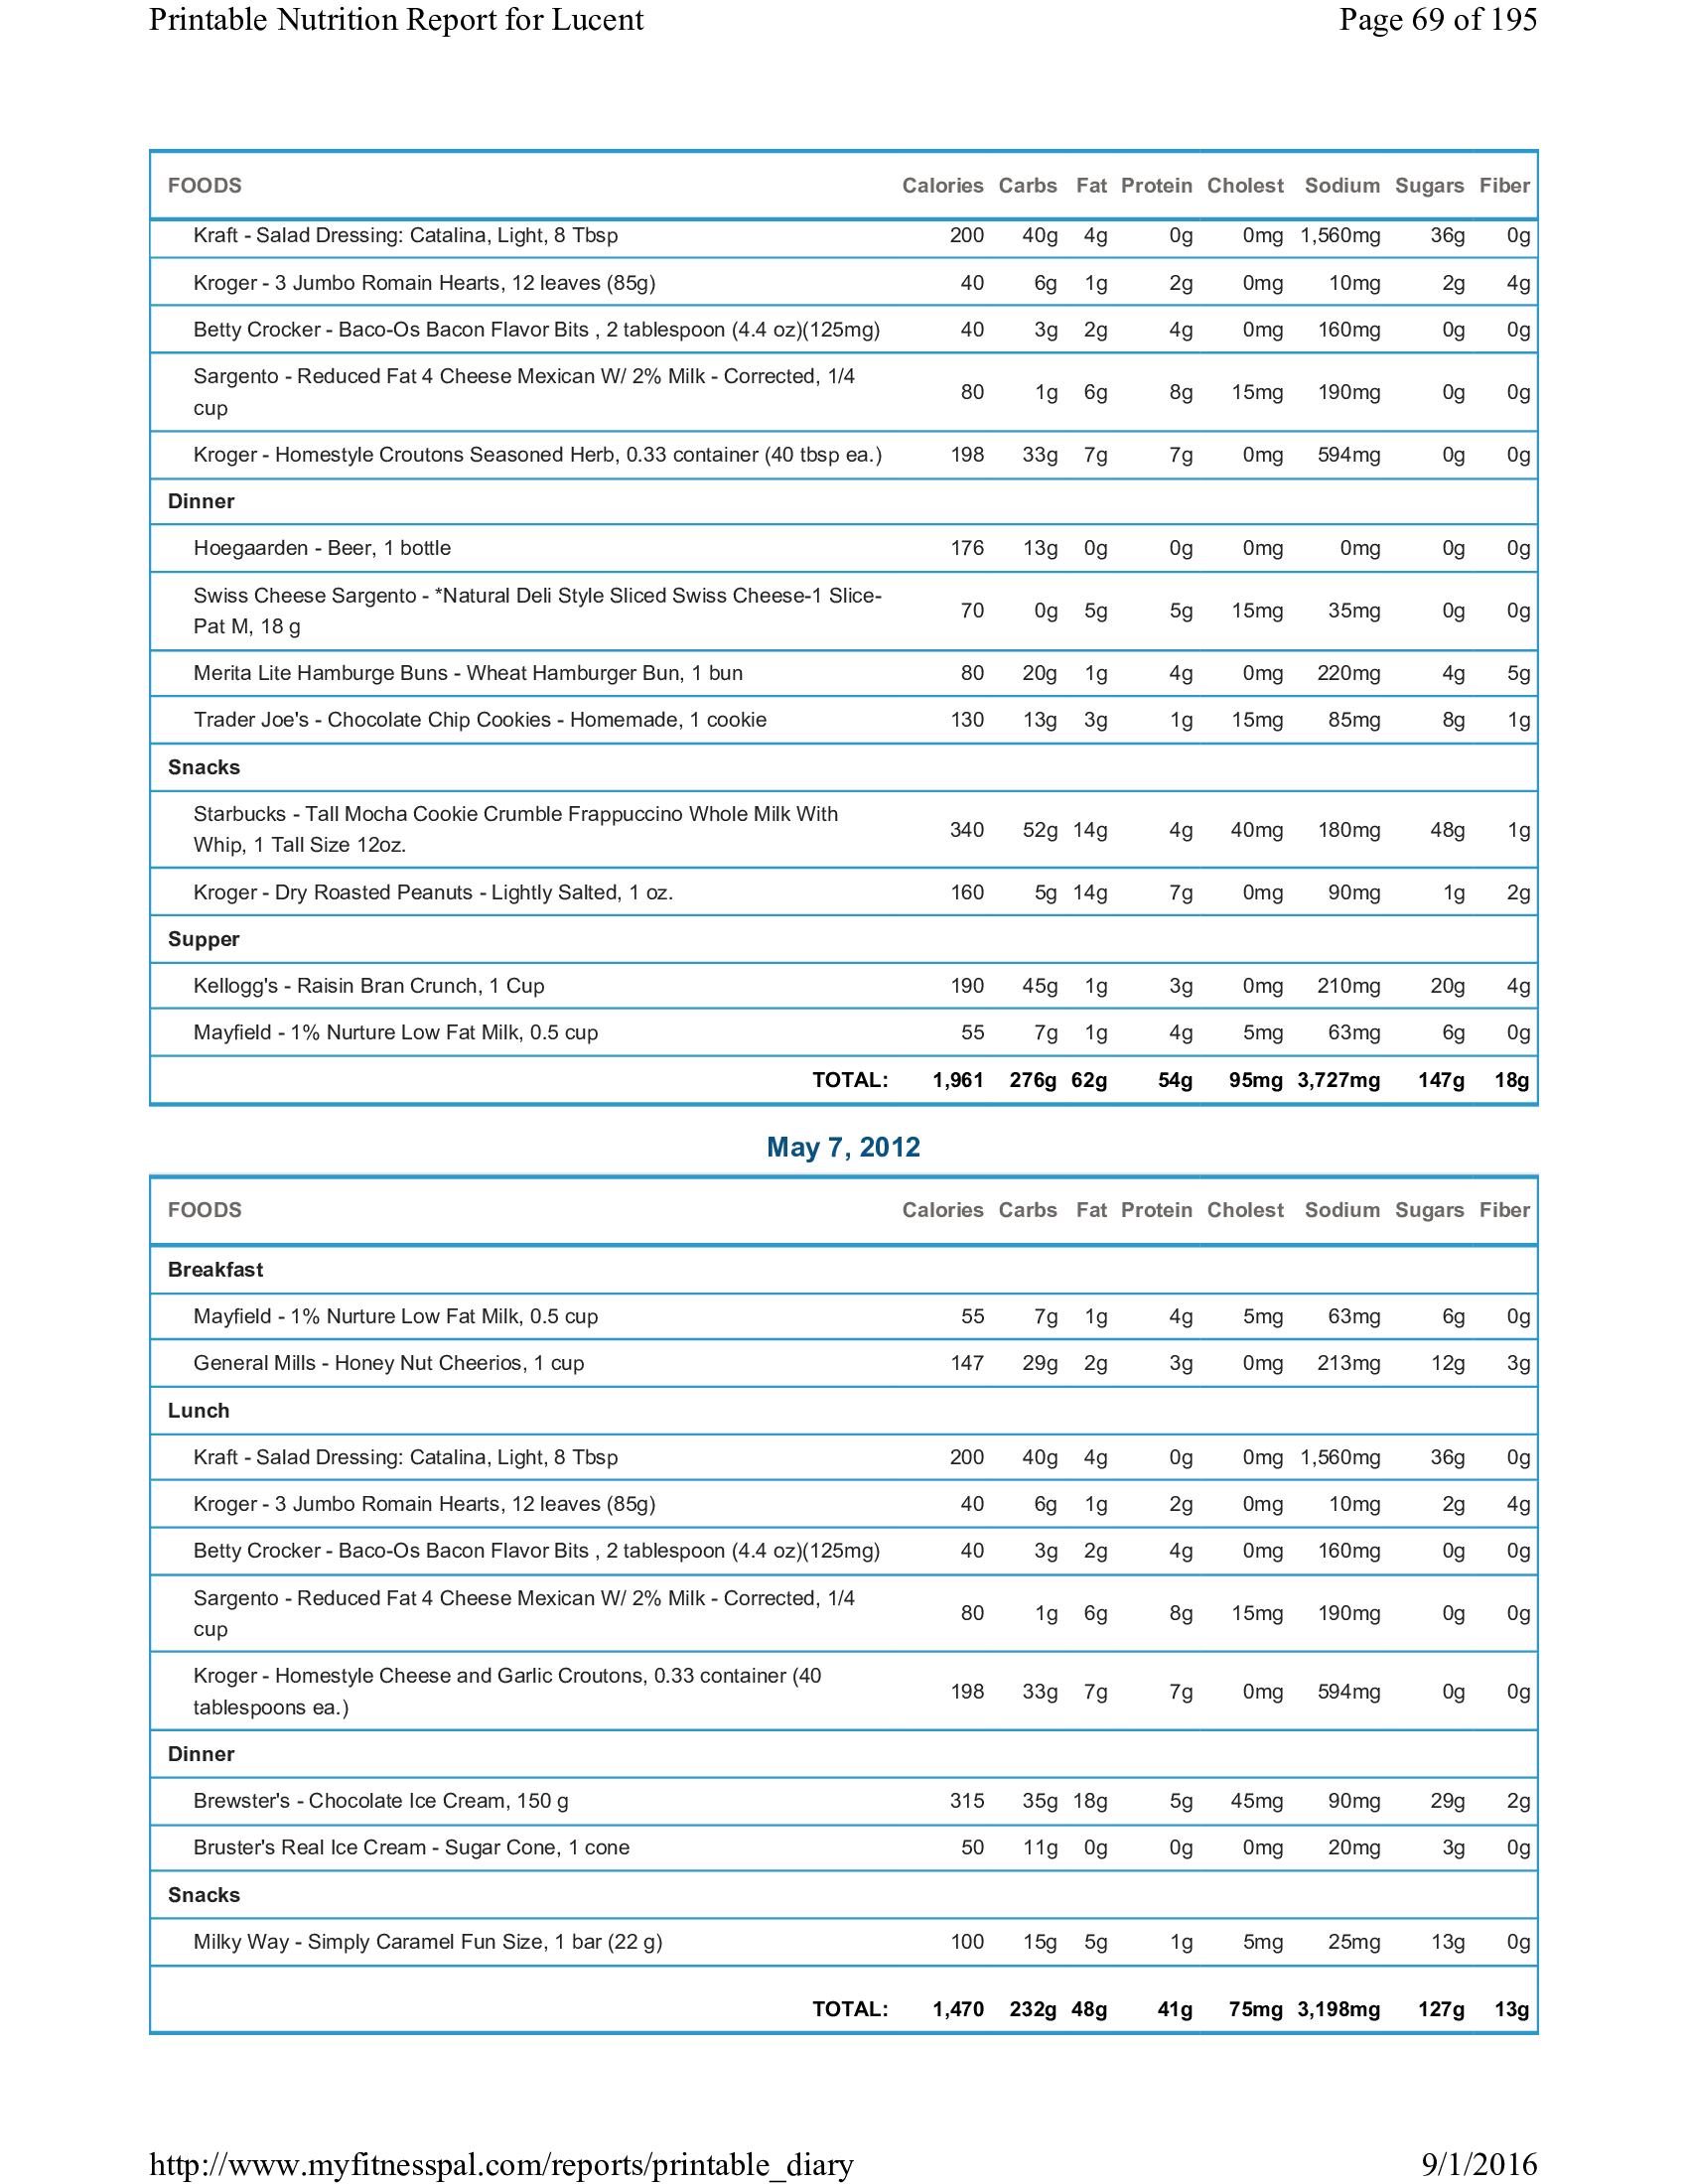 Printable Nutrition Report for Lucent Page 69 of 195
FOODS Calories Carbs Fat Protein Cholest Sodium Sugars Fiber
Kraft - Salad Dressing: Catalina, Light, 8 Tbsp 200 40g 4g 0g 0mg 1,560mg 36g 0g
Kroger - 3 Jumbo Romain Hearts, 12 leaves (85g) 40 6g 1g 2g 0mg 10mg 2g 4g
Betty Crocker - Baco-Os Bacon Flavor Bits , 2 tablespoon (4.4 oz)(125mg) 40 3g 2g 4g 0mg 160mg 0g 0g
Sargento - Reduced Fat 4 Cheese Mexican W/ 2% Milk - Corrected, 1/4
cup 80 1g 6g 8g 15mg 190mg 0g 0g
Kroger - Homestyle Croutons Seasoned Herb, 0.33 container (40 tbsp ea.) 198 33g 7g 7g 0mg 594mg 0g 0g
Dinner
Hoegaarden - Beer, 1 bottle 176 13g 0g 0g 0mg 0mg 0g 0g
Swiss Cheese Sargento - *Natural Deli Style Sliced Swiss Cheese-1 Slice-
Pat M, 18 g 70 0g 5g 5g 15mg 35mg 0g 0g
Merita Lite Hamburge Buns - Wheat Hamburger Bun, 1 bun 80 20g 1g 4g 0mg 220mg 4g 5g
Trader Joe's - Chocolate Chip Cookies - Homemade, 1 cookie 130 13g 3g 1g 15mg 85mg 8g 1g
Snacks
Starbucks - Tall Mocha Cookie Crumble Frappuccino Whole Milk With
Whip, 1 Tall Size 12oz. 340 52g 14g 4g 40mg 180mg 48g 1g
Kroger - Dry Roasted Peanuts - Lightly Salted, 1 oz. 160 5g 14g 7g 0mg 90mg 1g 2g
Supper
Kellogg's - Raisin Bran Crunch, 1 Cup 190 45g 1g 3g 0mg 210mg 20g 4g
Mayfield - 1% Nurture Low Fat Milk, 0.5 cup 55 7g 1g 4g 5mg 63mg 6g 0g
TOTAL: 1,961 276g 62g 54g 95mg 3,727mg 147g 18g
May 7, 2012
FOODS Calories Carbs Fat Protein Cholest Sodium Sugars Fiber
Breakfast
Mayfield - 1% Nurture Low Fat Milk, 0.5 cup 55 7g 1g 4g 5mg 63mg 6g 0g
General Mills - Honey Nut Cheerios, 1 cup 147 29g 2g 3g 0mg 213mg 12g 3g
Lunch
Kraft - Salad Dressing: Catalina, Light, 8 Tbsp 200 40g 4g 0g 0mg 1,560mg 36g 0g
Kroger - 3 Jumbo Romain Hearts, 12 leaves (85g) 40 6g 1g 2g 0mg 10mg 2g 4g
Betty Crocker - Baco-Os Bacon Flavor Bits , 2 tablespoon (4.4 oz)(125mg) 40 3g 2g 4g 0mg 160mg 0g 0g
Sargento - Reduced Fat 4 Cheese Mexican W/ 2% Milk - Corrected, 1/4
cup 80 1g 6g 8g 15mg 190mg 0g 0g
Kroger - Homestyle Cheese and Garlic Croutons, 0.33 container (40
tablespoons ea.) 198 33g 7g 7g 0mg 594mg 0g 0g
Dinner
Brewster's - Chocolate Ice Cream, 150 g 315 35g 18g 5g 45mg 90mg 29g 2g
Bruster's Real Ice Cream - Sugar Cone, 1 cone 50 11g 0g 0g 0mg 20mg 3g 0g
Snacks
Milky Way - Simply Caramel Fun Size, 1 bar (22 g) 100 15g 5g 1g 5mg 25mg 13g 0g
TOTAL: 1,470 232g 48g 41g 75mg 3,198mg 127g 13g
http://www.myfitnesspal.com/reports/printable_diary 9/1/2016